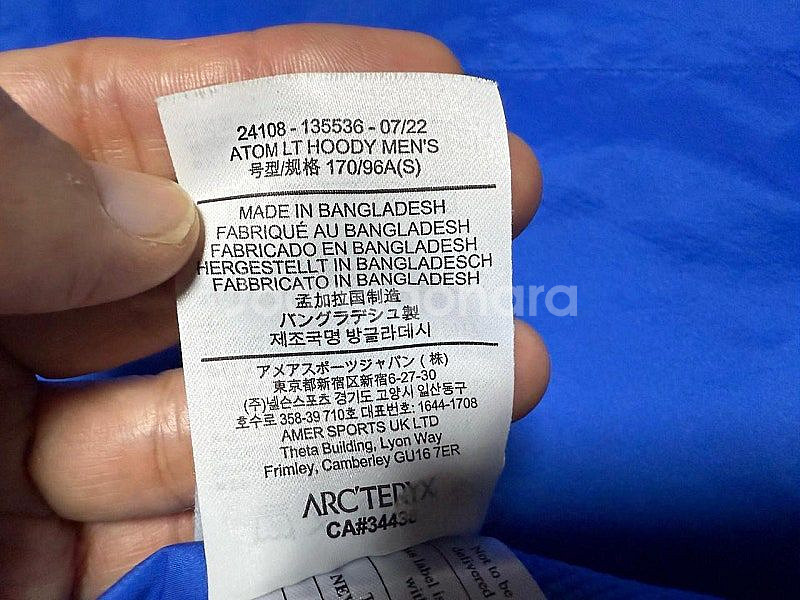 24108 - 135536 - 07/22
ATOM LT HOODY MEN'S
号型/规格 170/96A(S)
MADE IN BANGLADESH
FABRIQUÉ AU BANGLADESH
FABRICADO EN BANGLADESH
HERGESTELLT IN BANGLADESCH
FABBRICATO IN BANGLADESH
孟加拉国制造
バングラデシュ製
제조국명 방글라데시
アメアスポーツジャパン (株)
東京都新宿区新宿6-27-30
(주)넬슨스포츠 경기도 고양시 일산동구
호수로 358-39 710호 대표번호: 1644-1708
AMER SPORTS UK LTD
Theta Building, Lyon Way
Frimley, Camberley GU16 7ER
ARC'TERYX
Not to be
delivered
label is